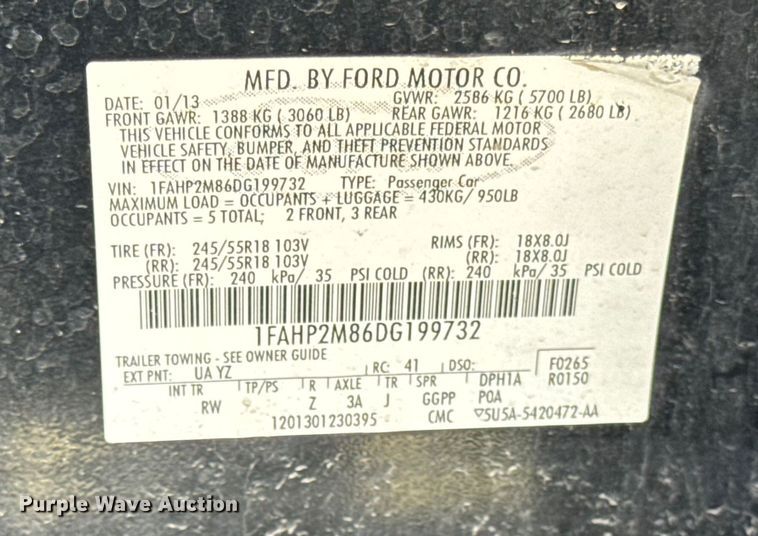 MFD. BY FORD MOTOR CO.
DATE: 01/13 GVWR: 2586 KG ( 5700 LB)
FRONT GAWR: 1388 KG ( 3060 LB) REAR GAWR: 1216 KG ( 2680 LB)
THIS VEHICLE CONFORMS TO ALL APPLICABLE FEDERAL MOTOR
VEHICLE SAFETY, BUMPER, AND THEFT PREVENTION STANDARDS
IN EFFECT ON THE DATE OF MANUFACTURE SHOWN ABOVE.
VIN: 1FAHP2M86DG199732 TYPE: Passenger Car
MAXIMUM LOAD = OCCUPANTS + LUGGAGE = 430KG/ 950LB
OCCUPANTS = 5 TOTAL; 2 FRONT, 3 REAR
TIRE (FR): 245/55R18 103V RIMS (FR): 18X8.0J
(RR): 245/55R18 103V (RR): 18X8.0J
PRESSURE (FR): 240 kPa/ 35 PSI COLD (RR): 240 kPa/ 35 PSI COLD
1FAHP2M86DG199732
TRAILER TOWING - SEE OWNER GUIDE
EXT PNT: UA YZ RC: 41 DSO: F0265
INT TR TP/PS R AXLE TR SPR DPH1A R0150
RW Z 3A J GGPP POA
1201301230395 CMC 5U5A-5420472-AA
Purple Wave Auction